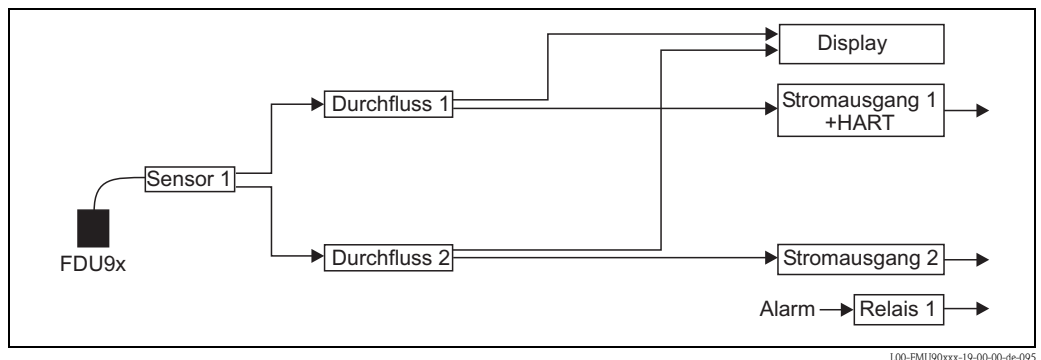 Display
Durchfluss 1
Stromausgang 1
+HART
Sensor 1
FDU9x
Durchfluss 2
Stromausgang 2
Alarm
Relais 1
L00-FMU90xxx-19-00-00-de-095